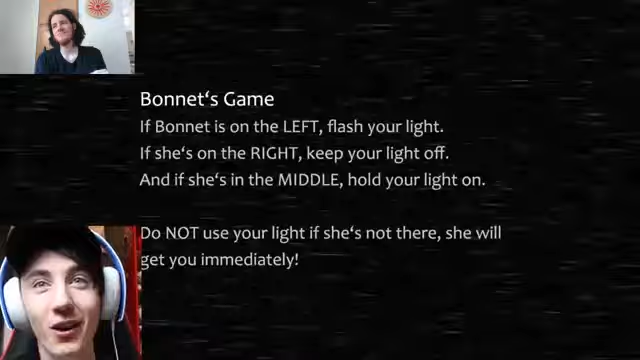 Bonnet's Game
If Bonnet is on the LEFT, flash your light.
If she's on the RIGHT, keep your light off.
And if she's in the MIDDLE, hold your light on.
Do NOT use your light if she's not there, she will
get you immediately!